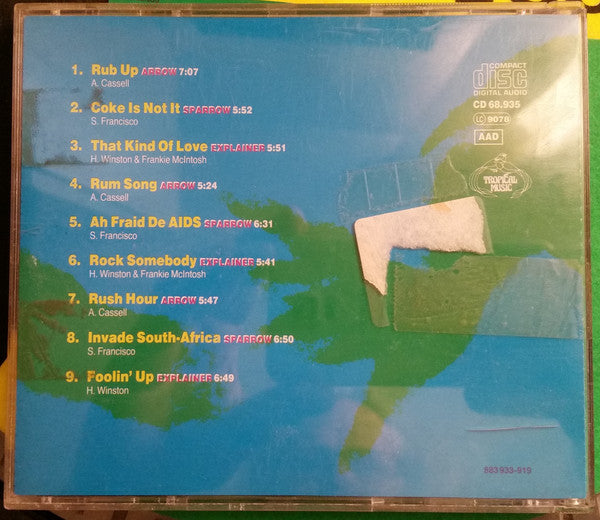 1. Rub Up ARROW 7:07
A. Cassell
2. Coke Is Not It SPARROW 5:52
S. Francisco
3. That Kind Of Love EXPLAINER 5:51
H. Winston & Frankie McIntosh
4. Rum Song ARROW 5:24
A. Cassell
5. Ah Fraid De AIDS SPARROW 6:31
S. Francisco
6. Rock Somebody EXPLAINER 5:41
H. Winston & Frankie McIntosh
7. Rush Hour ARROW 5:47
A. Cassell
8. Invade South-Africa SPARROW 6:50
S. Francisco
9. Foolin' Up EXPLAINER 6:49
H. Winston
COMPACT
disc
DIGITAL AUDIO
CD 68.935
LC 9078
AAD
TROPICAL
MUSIC
883 933-919